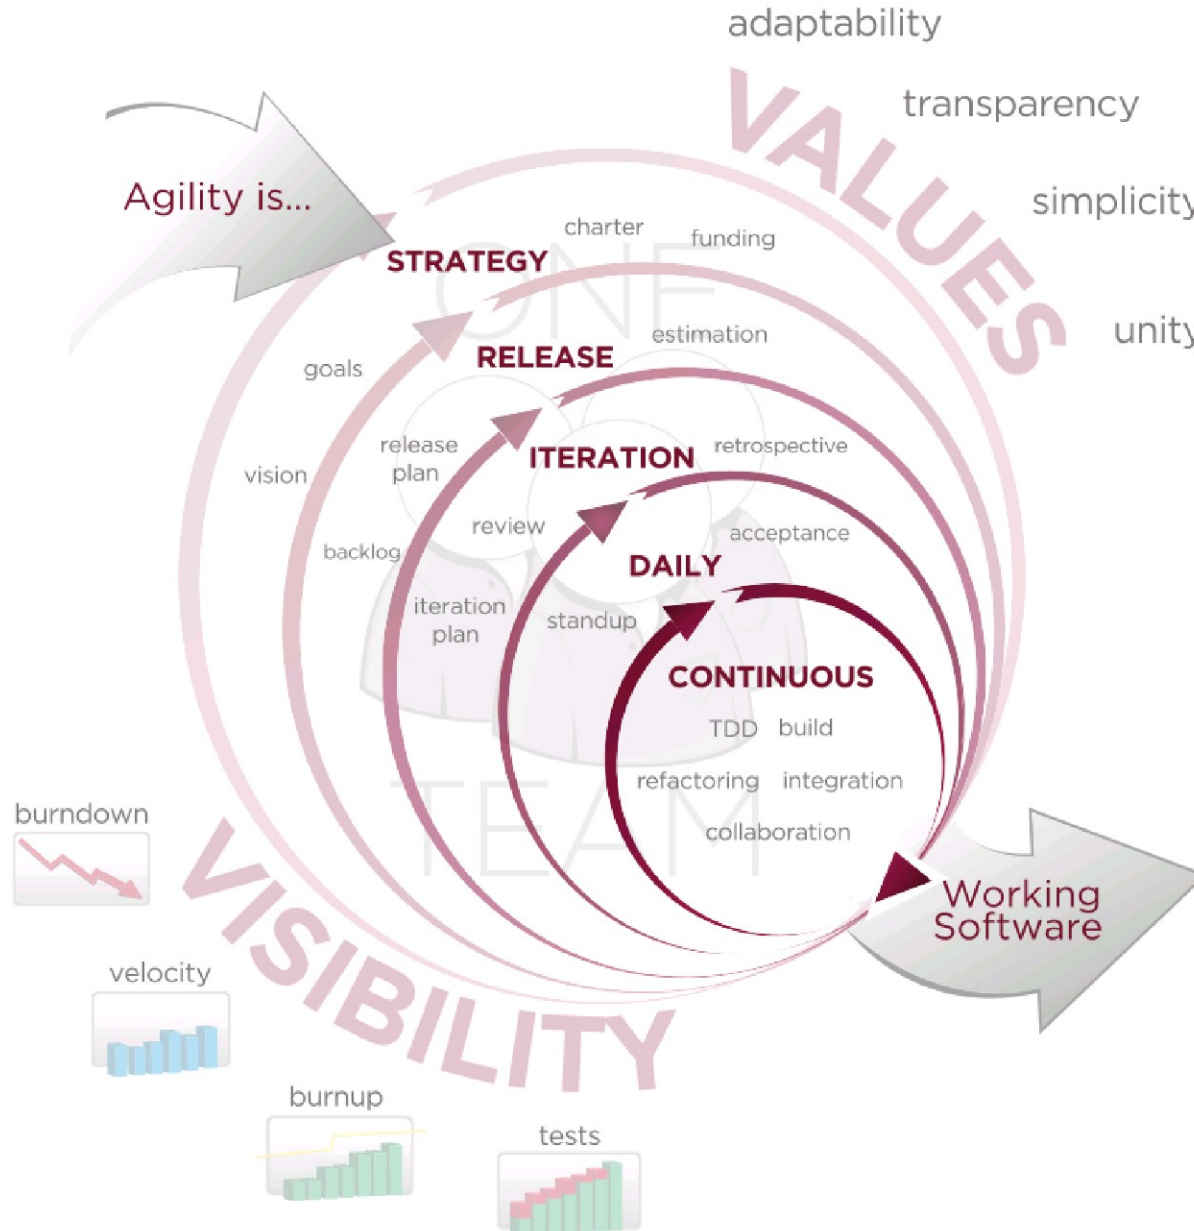 adaptability
transparency
simplicity
unity
VALUES
Agility is...
STRATEGY
charter
funding
goals
vision
ONE
RELEASE
estimation
release
plan
backlog
ITERATION
retrospective
review
iteration
plan
DAILY
acceptance
standup
CONTINUOUS
TDD build
refactoring integration
collaboration
TEAM
Working
Software
VISIBILITY
burndown
velocity
burnup
tests